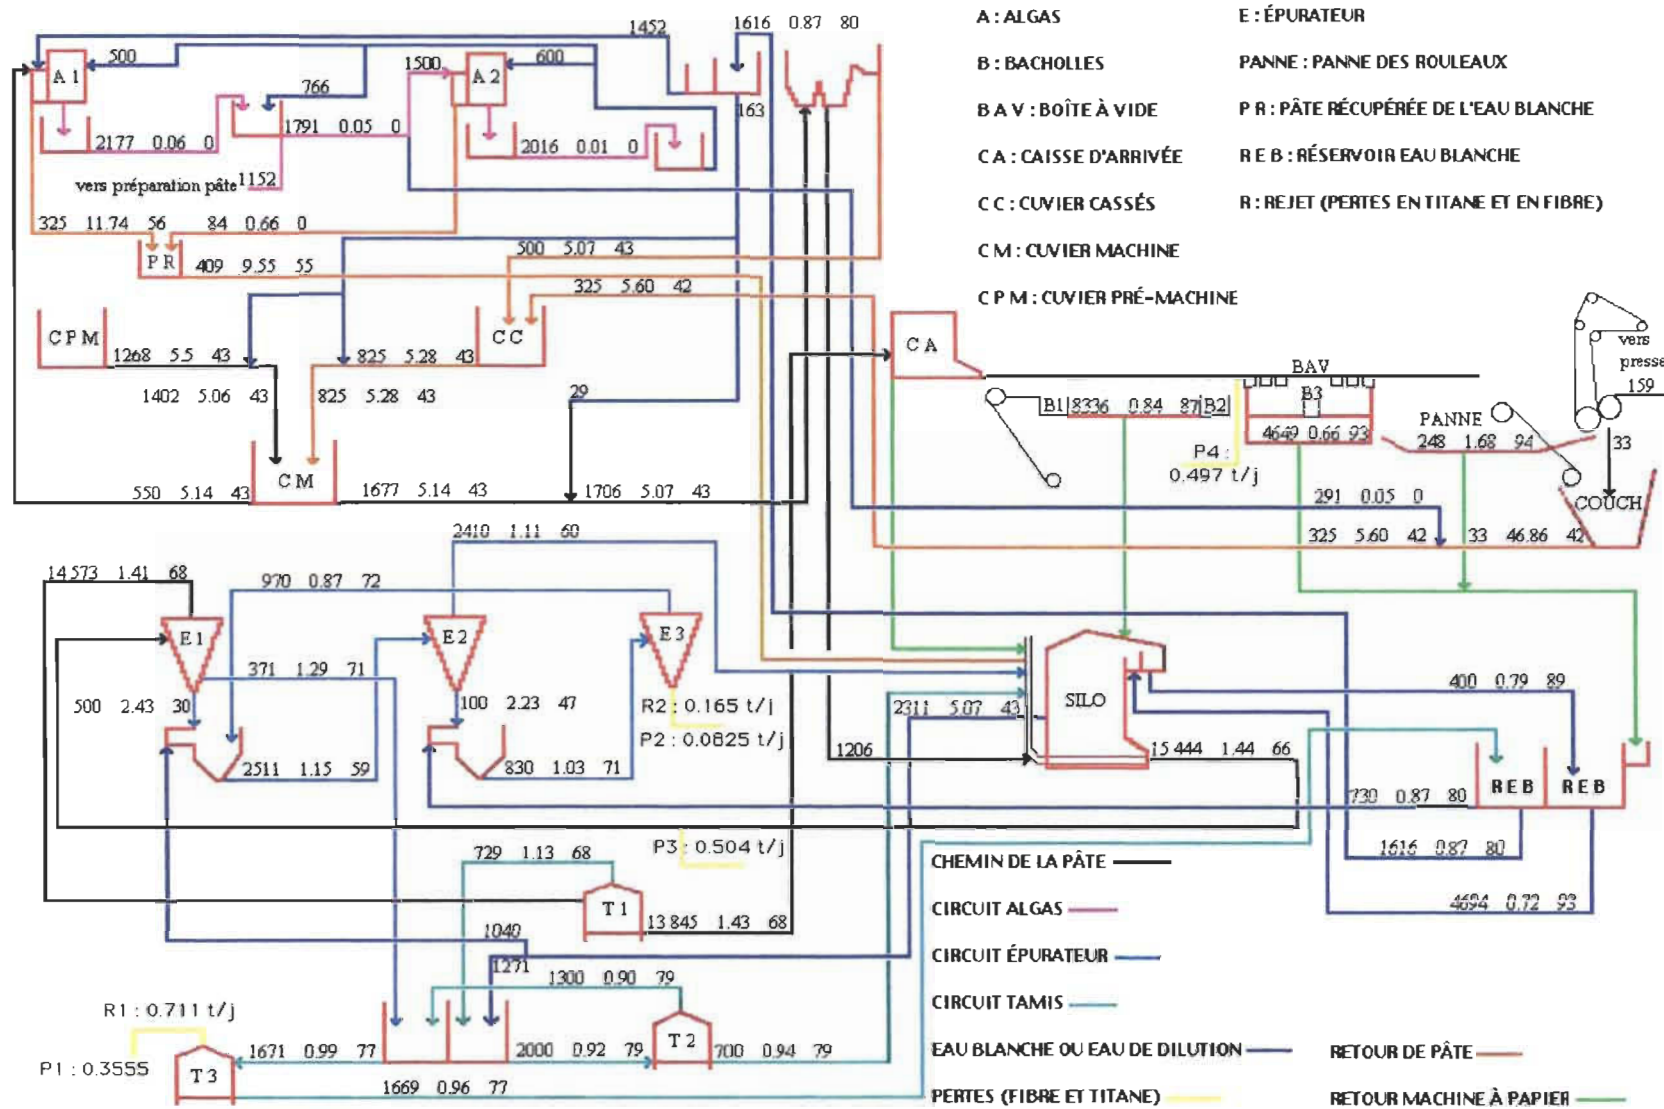 1452
1616 0.87 80
A : ALGAS
E : ÉPURATEUR
500
1500
600
A 1
A 2
B : BACHOLLES
PANNE : PANNE DES ROULEAUX
766
163
B A V : BOÎTE À VIDE
P R : PÂTE RÉCUPÉRÉE DE L'EAU BLANCHE
2177 0.06 0
1791 0.05 0
2016 0.01 0
C A : CAISSE D'ARRIVÉE
R E B : RÉSERVOIR EAU BLANCHE
vers préparation pâte 1152
C C : CUVIER CASSÉS
R : REJET (PERTES EN TITANE ET EN FIBRE)
325 11.74 56
84 0.66 0
500 5.07 43
C M : CUVIER MACHINE
P R
409 9.55 55
325 5.60 42
C P M : CUVIER PRÉ-MACHINE
C P M
C C
C A
1268 5.5 43
825 5.28 43
vers
presse
BAV
1402 5.06 43
825 5.28 43
29
159
B1
8336 0.84 87
B2
B3
PANNE
4649 0.66 93
248 1.68 94
33
P4 :
0.497 t/j
C M
550 5.14 43
1677 5.14 43
1706 5.07 43
291 0.05 0
COUCH
2410 1.11 60
325 5.60 42
33 46.86 42
14573 1.41 68
970 0.87 72
E 1
E 2
E 3
371 1.29 71
500 2.43 30
100 2.23 47
R2 : 0.165 t/j
2311 5.07 43
SILO
400 0.79 89
P2 : 0.0825 t/j
1206
15 444 1.44 66
2511 1.15 59
830 1.03 71
R E B
R E B
730 0.87 80
P3 : 0.504 t/j
729 1.13 68
1616 0.87 80
CHEMIN DE LA PÂTE
T 1
4694 0.72 93
13 845 1.43 68
CIRCUIT ALGAS
1040
1271
CIRCUIT ÉPURATEUR
1300 0.90 79
R1 : 0.711 t/j
CIRCUIT TAMIS
T 2
1671 0.99 77
2000 0.92 79
700 0.94 79
EAU BLANCHE OU EAU DE DILUTION
RETOUR DE PÂTE
P1 : 0.3555
T 3
1669 0.96 77
PERTES (FIBRE ET TITANE)
RETOUR MACHINE À PAPIER